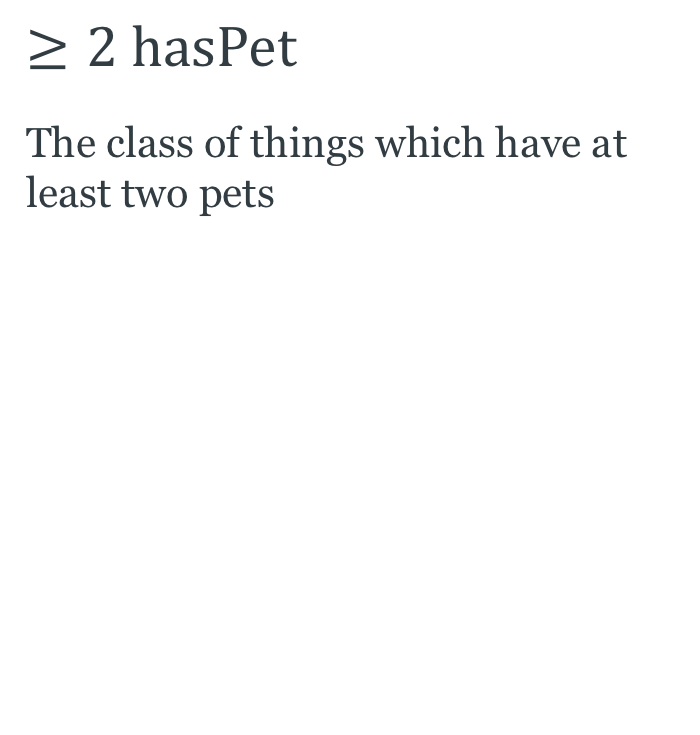 ≥ 2 hasPet
The class of things which have at
least two pets